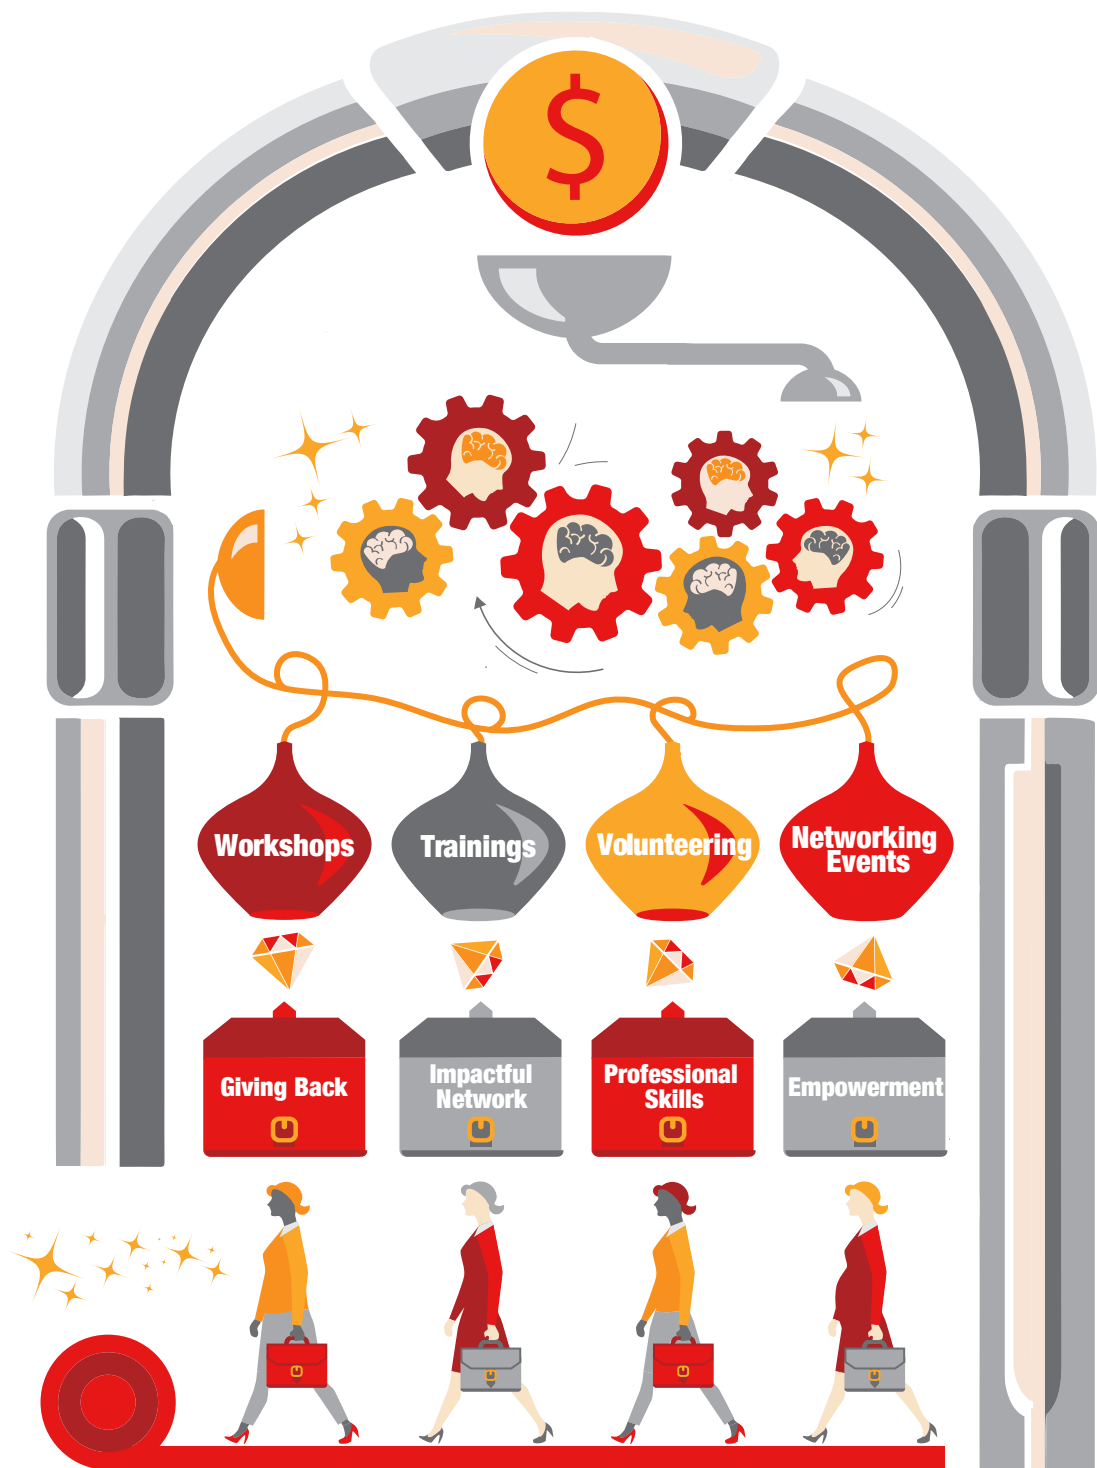 $
Workshops
Trainings
Volunteering
Networking
Events
Giving Back
Impactful
Network
Professional
Skills
Empowerment